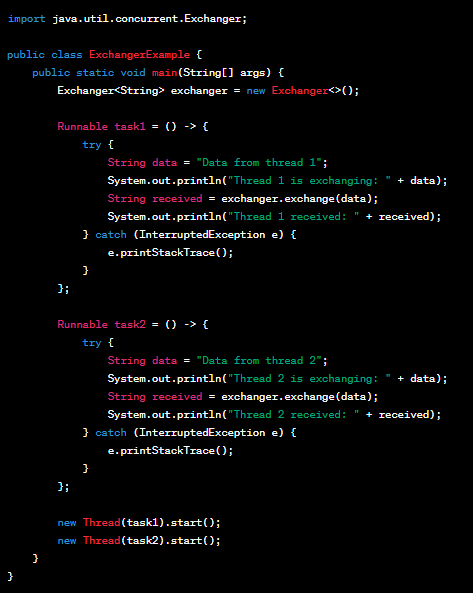 import java.util.concurrent.Exchanger;

public class ExchangerExample {
    public static void main(String[] args) {
        Exchanger<String> exchanger = new Exchanger<>();

        Runnable task1 = () -> {
            try {
                String data = "Data from thread 1";
                System.out.println("Thread 1 is exchanging: " + data);
                String received = exchanger.exchange(data);
                System.out.println("Thread 1 received: " + received);
            } catch (InterruptedException e) {
                e.printStackTrace();
            }
        };

        Runnable task2 = () -> {
            try {
                String data = "Data from thread 2";
                System.out.println("Thread 2 is exchanging: " + data);
                String received = exchanger.exchange(data);
                System.out.println("Thread 2 received: " + received);
            } catch (InterruptedException e) {
                e.printStackTrace();
            }
        };

        new Thread(task1).start();
        new Thread(task2).start();
    }
}